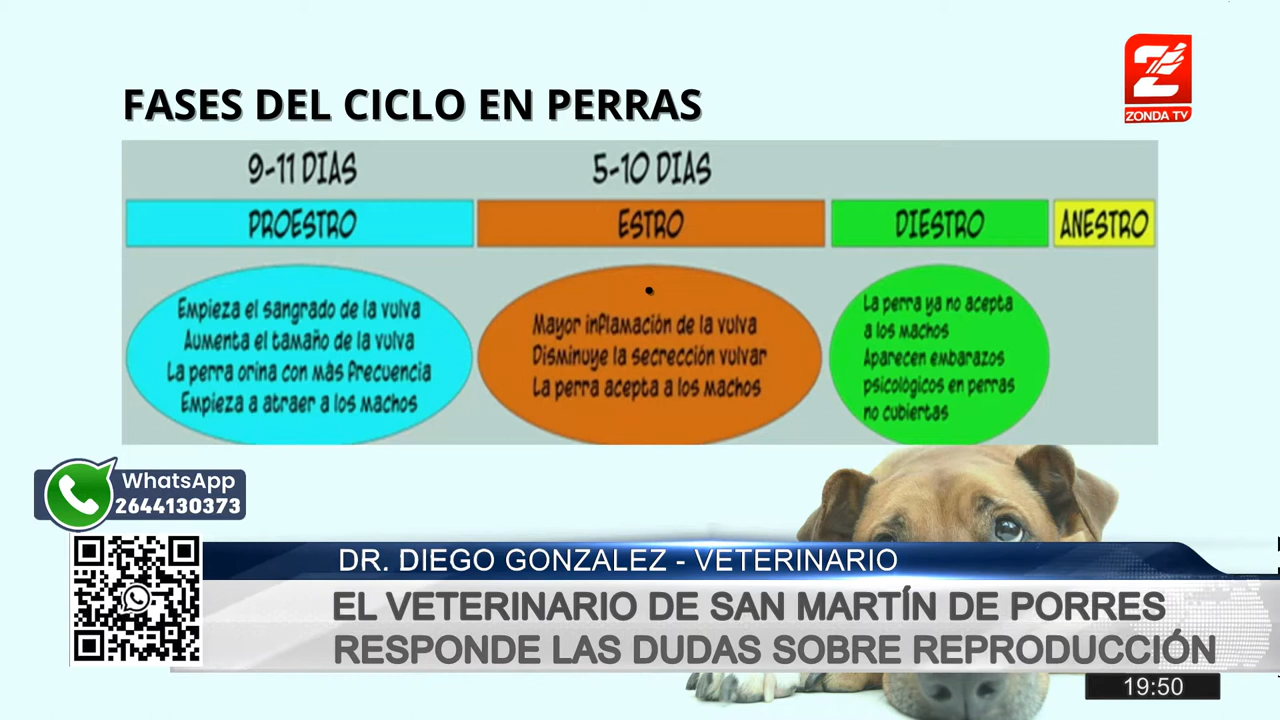 FASES DEL CICLO EN PERRAS
ZONDA TV
9-11 DIAS
5-10 DIAS
PROESTRO
ESTRO
DIESTRO
ANESTRO
Empieza el sangrado de la vulva
Aumenta el tamaño de la vulva
La perra orina con más frecuencia
Empieza a atraer a los machos
Mayor inflamación de la vulva
Disminuye la secrección vulvar
La perra acepta a los machos
La perra ya no acepta
a los machos
Aparecen embarazos
psicológicos en perras
no cubiertas
WhatsApp
2644130373
DR. DIEGO GONZALEZ - VETERINARIO
EL VETERINARIO DE SAN MARTÍN DE PORRES
RESPONDE LAS DUDAS SOBRE REPRODUCCIÓN
19:50